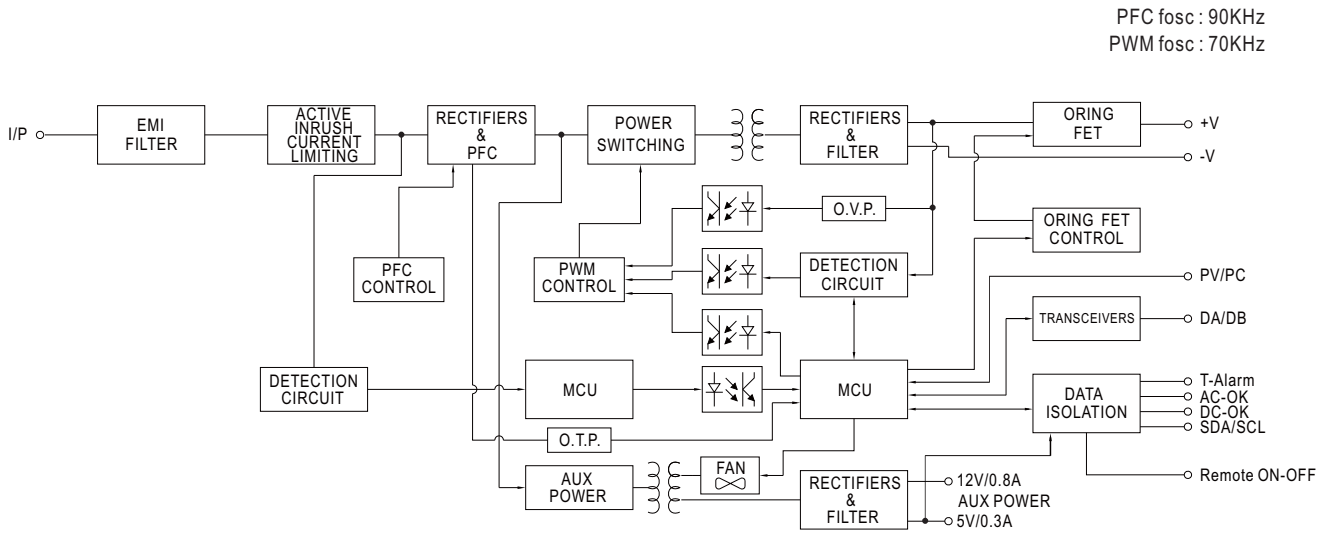 PFC fosc : 90KHz
PWM fosc : 70KHz
I/P
EMI
FILTER
ACTIVE
INRUSH
CURRENT
LIMITING
RECTIFIERS
&
PFC
POWER
SWITCHING
RECTIFIERS
&
FILTER
ORING
FET
+V
-V
O.V.P.
ORING FET
CONTROL
PFC
CONTROL
PWM
CONTROL
DETECTION
CIRCUIT
PV/PC
TRANSCEIVERS
DA/DB
DETECTION
CIRCUIT
MCU
MCU
DATA
ISOLATION
T-Alarm
AC-OK
DC-OK
SDA/SCL
O.T.P.
Remote ON-OFF
AUX
POWER
FAN
RECTIFIERS
&
FILTER
12V/0.8A
AUX POWER
5V/0.3A